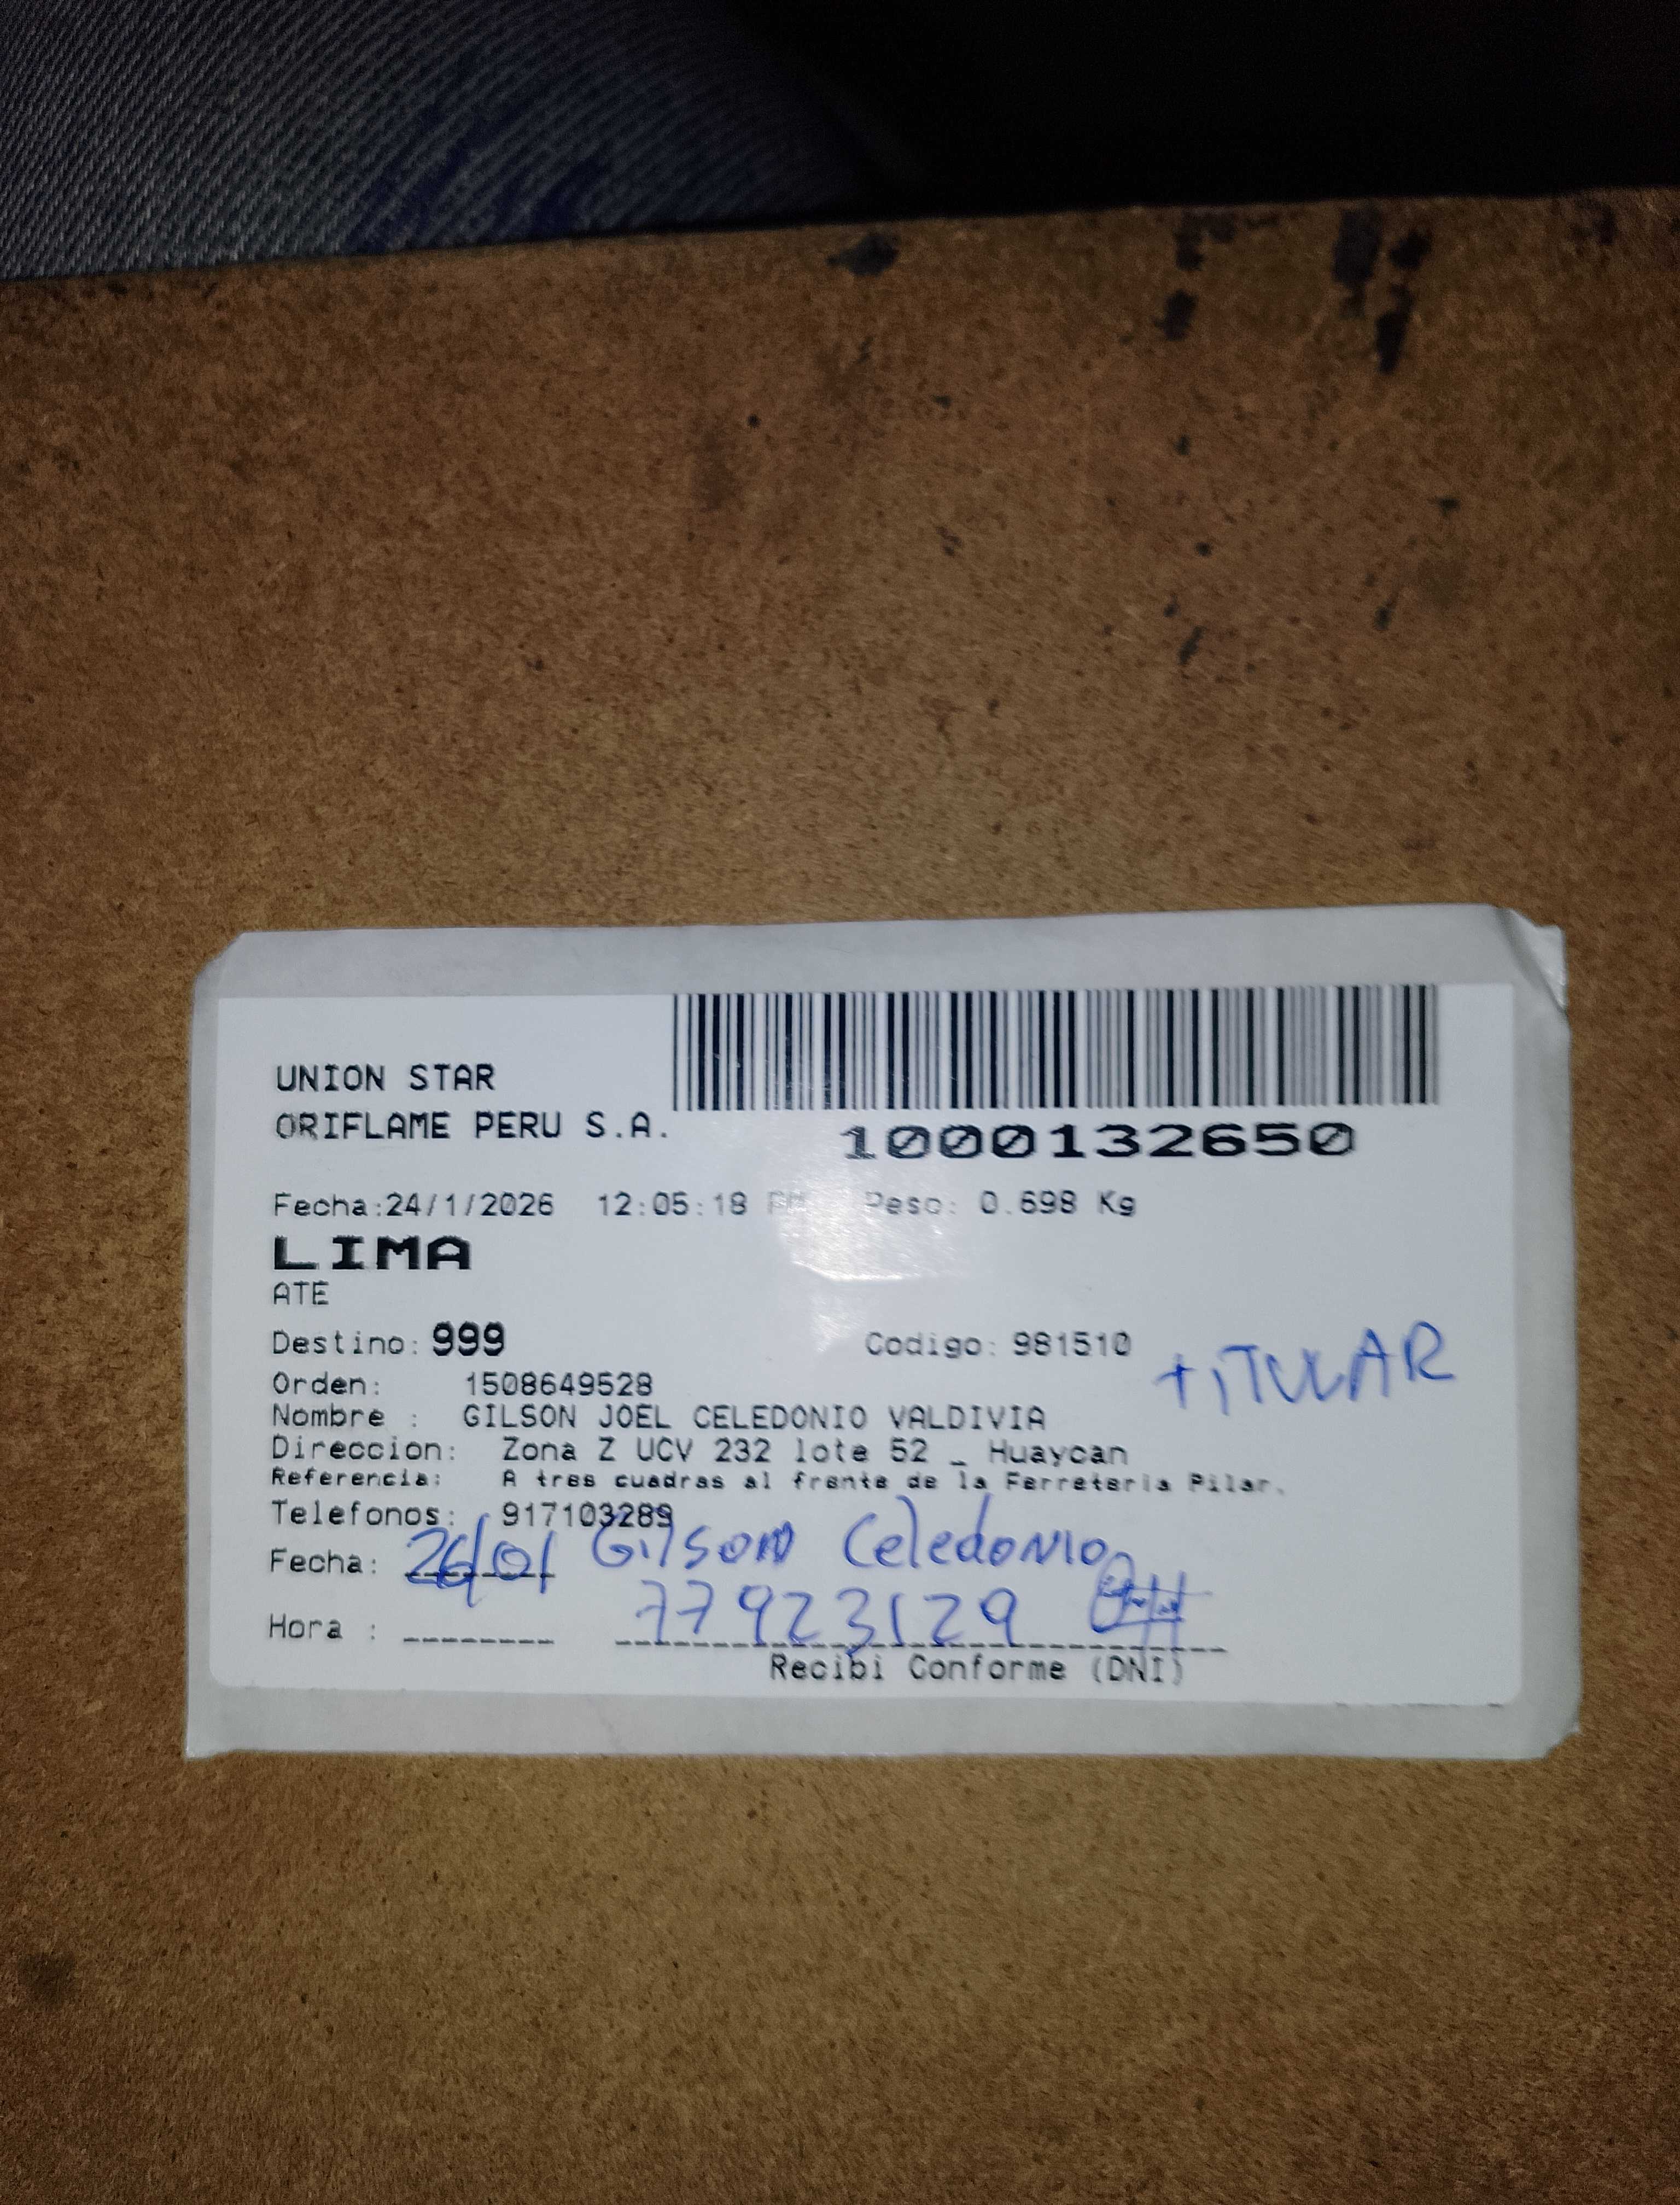 UNION STAR
ORIFLAME PERU S.A.
1000132650
Fecha:24/1/2026 12:05:18 PM Peso: 0.698 Kg
LIMA
ATE
Destino: 999 Codigo: 981510
+ TITULAR
Orden: 1508649528
Nombre : GILSON JOEL CELEDONIO VALDIVIA
Direccion: Zona Z UCV 232 lote 52 _ Huaycan
Referencia: A tres cuadras al frente de la Ferreteria Pilar.
Telefonos: 917103289
Fecha: 26/01 Gilson Celedonio
Hora : 77923129
Recibi Conforme (DNI)